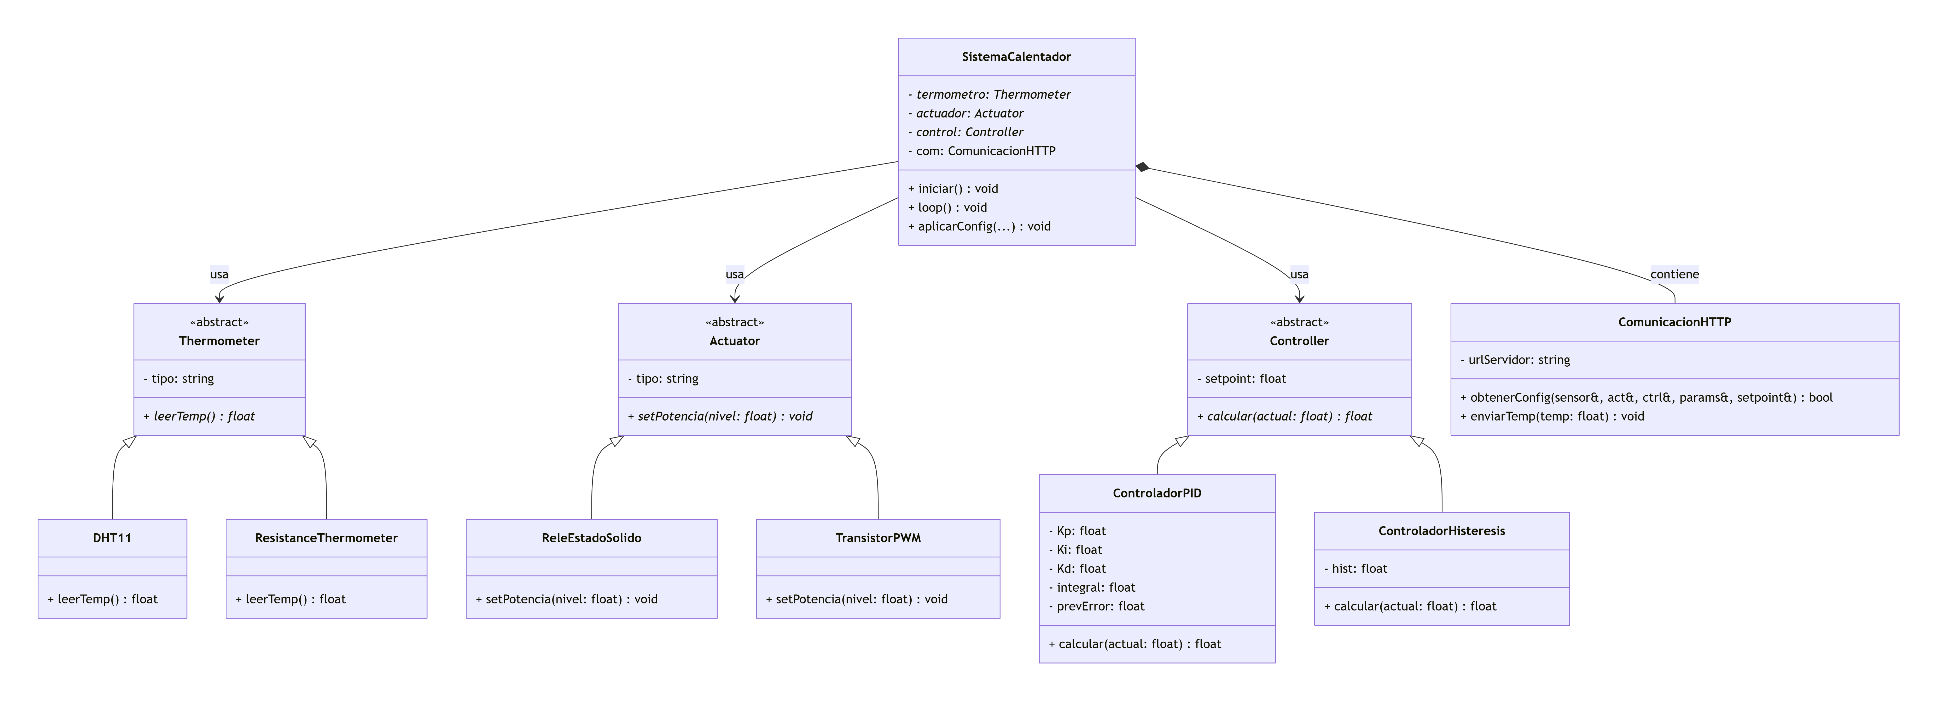 SistemaCalentador
- termometro: Thermometer
- actuador: Actuator
- control: Controller
- com: ComunicacionHTTP
+ iniciar() : void
+ loop() : void
+ aplicarConfig(...) : void
usa
usa
usa
contiene
«abstract»
Thermometer
- tipo: string
+ leerTemp() : float
«abstract»
Actuator
- tipo: string
+ setPotencia(nivel: float) : void
«abstract»
Controller
- setpoint: float
+ calcular(actual: float) : float
ComunicacionHTTP
- urlServidor: string
+ obtenerConfig(sensor&, act&, ctrl&, params&, setpoint&) : bool
+ enviarTemp(temp: float) : void
DHT11
+ leerTemp() : float
ResistanceThermometer
+ leerTemp() : float
ReleEstadoSolido
+ setPotencia(nivel: float) : void
TransistorPWM
+ setPotencia(nivel: float) : void
ControladorPID
- Kp: float
- Ki: float
- Kd: float
- integral: float
- prevError: float
+ calcular(actual: float) : float
ControladorHisteresis
- hist: float
+ calcular(actual: float) : float